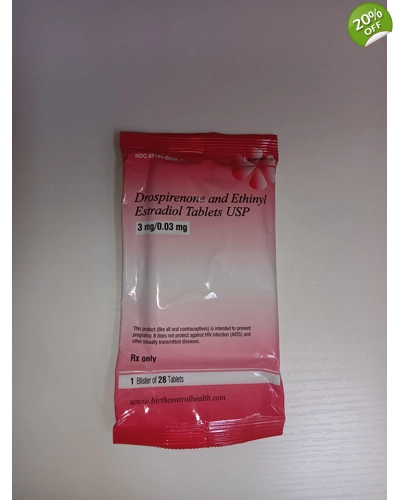 20%
OFF
NDC
Drospirenone and Ethinyl
Estradiol Tablets USP
3 mg/0.03 mg
This product (like all oral contraceptives) is intended to prevent
pregnancy. It does not protect against HIV infection (AIDS) and
other sexually transmitted diseases.
Rx only
1 Blister of 28 Tablets
www.birthcontrolhealth.com